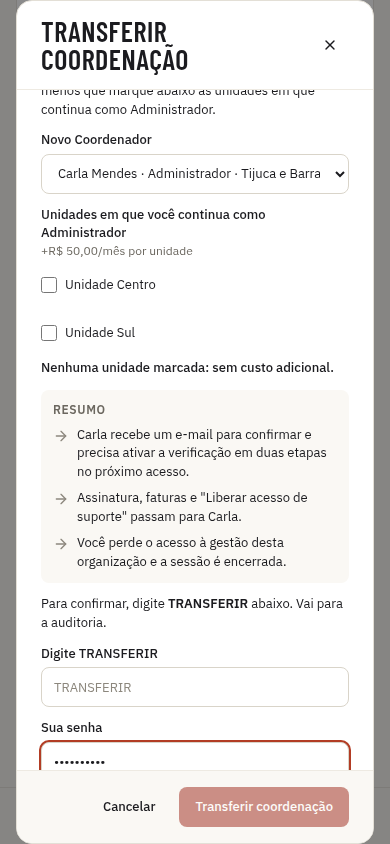 TRANSFERIR
COORDENAÇÃO
menos que marque abaixo as unidades em que
continua como Administrador.
Novo Coordenador
Carla Mendes · Administrador · Tijuca e Barra
Unidades em que você continua como
Administrador
+R$ 50,00/mês por unidade
Unidade Centro
Unidade Sul
Nenhuma unidade marcada: sem custo adicional.
RESUMO
Carla recebe um e-mail para confirmar e
precisa ativar a verificação em duas etapas
no próximo acesso.
Assinatura, faturas e "Liberar acesso de
suporte" passam para Carla.
Você perde o acesso à gestão desta
organização e a sessão é encerrada.
Para confirmar, digite TRANSFERIR abaixo. Vai para
a auditoria.
Digite TRANSFERIR
TRANSFERIR
Sua senha
••••••••••
Cancelar
Transferir coordenação